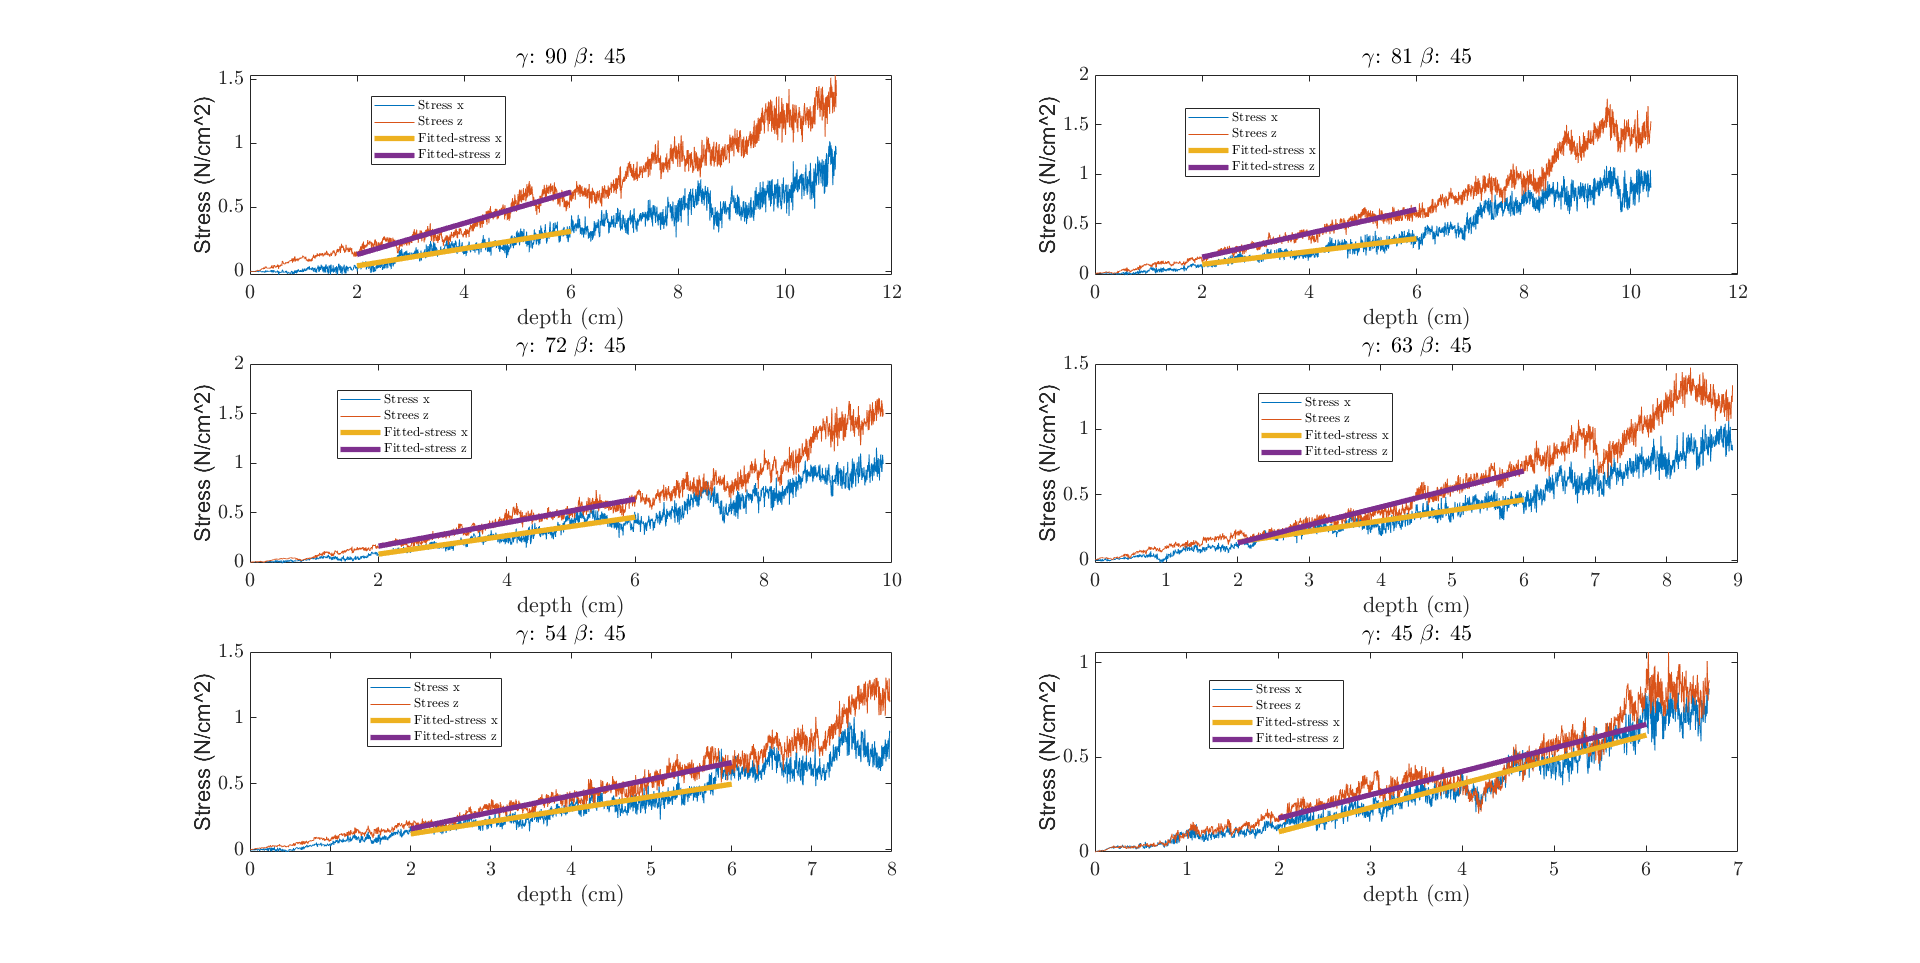 γ: 90 β: 45
Stress (N/cm^2)
1.5
1
0.5
0
Stress x
Strees z
Fitted-stress x
Fitted-stress z
0 2 4 6 8 10 12
depth (cm)
γ: 81 β: 45
Stress (N/cm^2)
2
1.5
1
0.5
0
Stress x
Strees z
Fitted-stress x
Fitted-stress z
0 2 4 6 8 10 12
depth (cm)
γ: 72 β: 45
Stress (N/cm^2)
2
1.5
1
0.5
0
Stress x
Strees z
Fitted-stress x
Fitted-stress z
0 2 4 6 8 10
depth (cm)
γ: 63 β: 45
Stress (N/cm^2)
1.5
1
0.5
0
Stress x
Strees z
Fitted-stress x
Fitted-stress z
0 1 2 3 4 5 6 7 8 9
depth (cm)
γ: 54 β: 45
Stress (N/cm^2)
1.5
1
0.5
0
Stress x
Strees z
Fitted-stress x
Fitted-stress z
0 1 2 3 4 5 6 7 8
depth (cm)
γ: 45 β: 45
Stress (N/cm^2)
1
0.5
0
Stress x
Strees z
Fitted-stress x
Fitted-stress z
0 1 2 3 4 5 6 7
depth (cm)